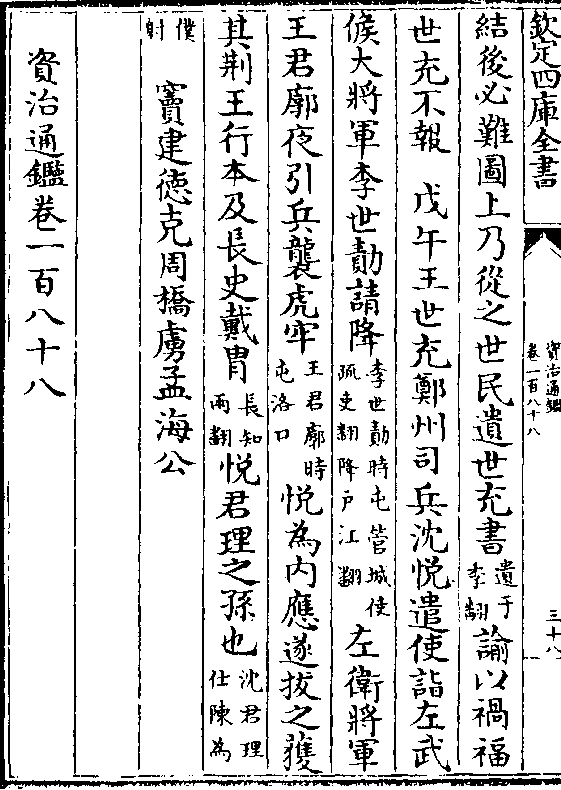 欽定四庫全書
資治通鑑
卷一百八十八
三十八
結後必難圖上乃從之世民遺世充書遺于季翻諭以禍福
世充不報 戊午王世充鄭州司兵沈悅遣使詣左武
候大將軍李世勣請降李世勣時屯管城使疏吏翻降戶江翻左衛將軍
王君廓夜引兵襲虎牢王君廓時屯洛口悅為内應遂拔之獲
其荆王行本及長史戴胄長知兩翻悅君理之孫也沈君理仕陳為
僕射 竇建德克周橋虜孟海公
資治通鑑卷一百八十八